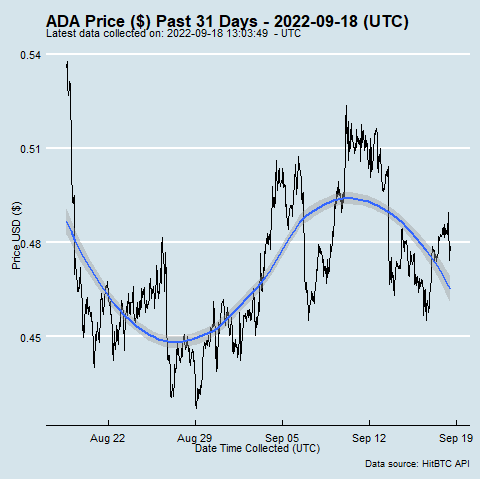 ADA Price ($) Past 31 Days - 2022-09-18 (UTC)
Latest data collected on: 2022-09-18 13:03:49 - UTC
0.54
0.51
0.48
0.45
Price USD ($)
Aug 22
Aug 29
Sep 05
Sep 12
Sep 19
Date Time Collected (UTC)
Data source: HitBTC API